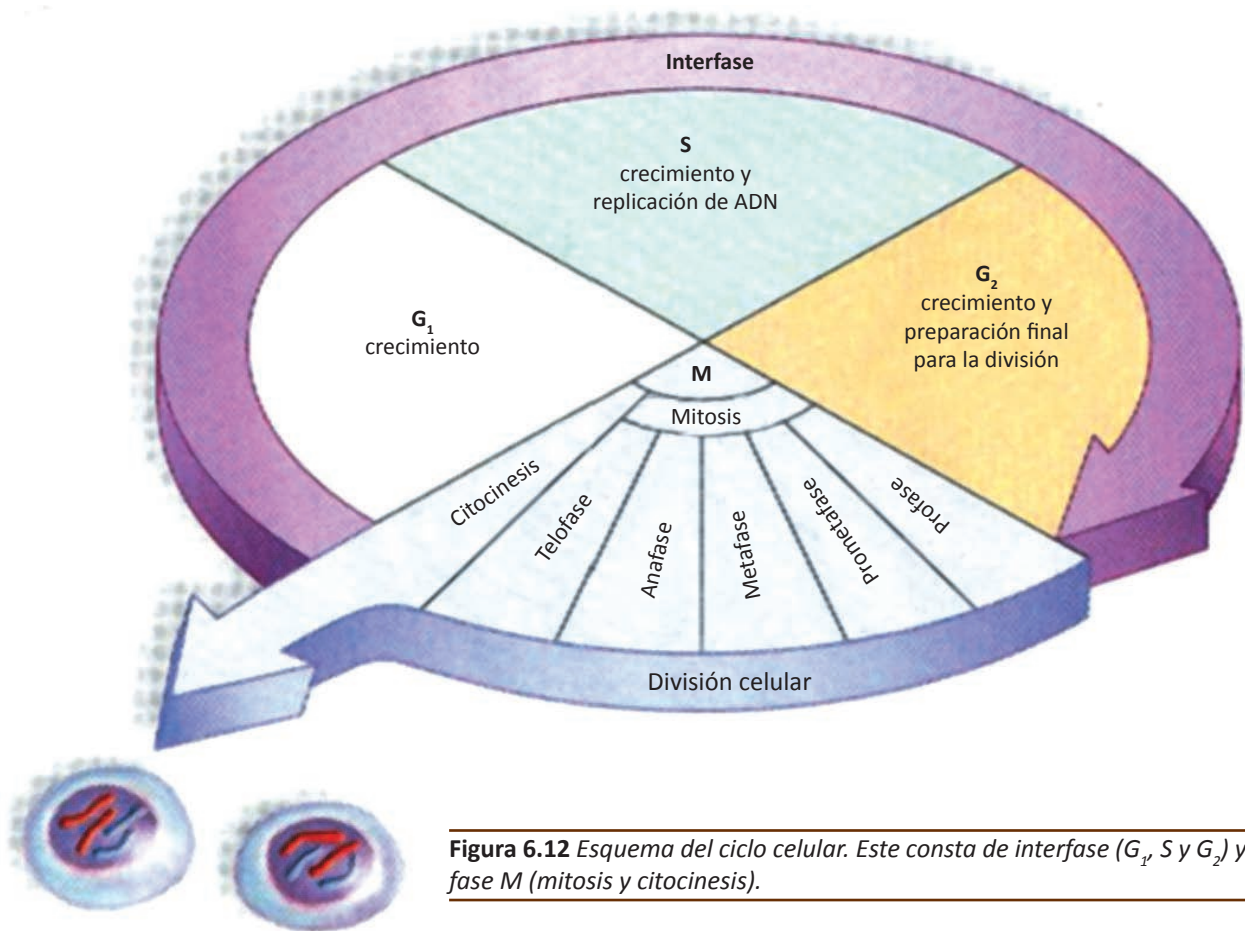 Interfase
S
crecimiento y
replicación de ADN
G₁
crecimiento
G₂
crecimiento y
preparación final
para la división
M
Mitosis
Citocinesis
Telofase
Anafase
Metafase
Prometafase
Profase
División celular
Figura 6.12 Esquema del ciclo celular. Este consta de interfase (G₁, S y G₂) y
fase M (mitosis y citocinesis).